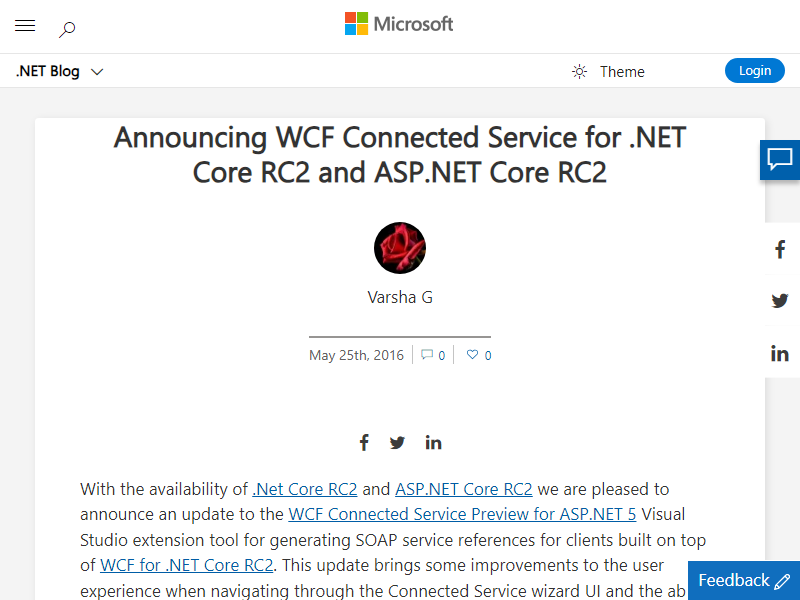 Microsoft
.NET Blog
Theme
Login
Announcing WCF Connected Service for .NET
Core RC2 and ASP.NET Core RC2
Varsha G
May 25th, 2016
0
0
With the availability of .Net Core RC2 and ASP.NET Core RC2 we are pleased to
announce an update to the WCF Connected Service Preview for ASP.NET 5 Visual
Studio extension tool for generating SOAP service references for clients built on top
of WCF for .NET Core RC2. This update brings some improvements to the user
experience when navigating through the Connected Service wizard UI and the ab
Feedback